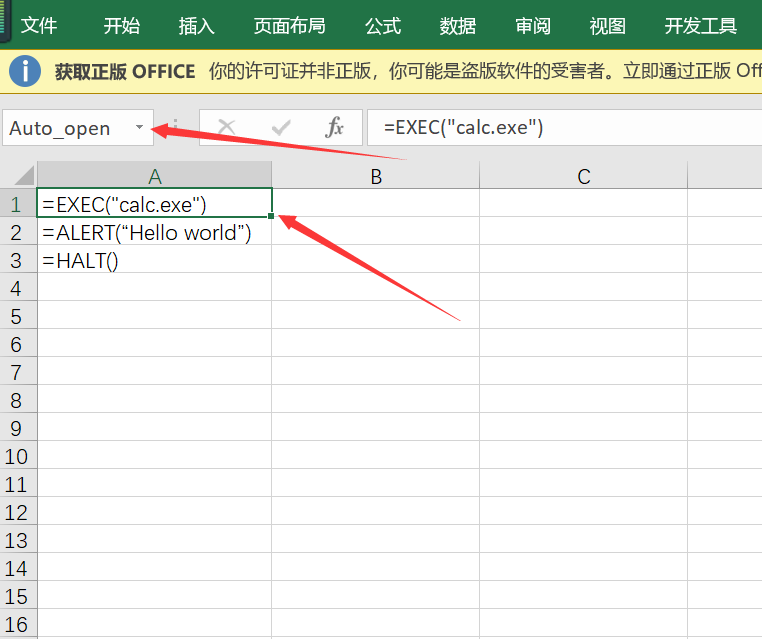 文件 开始 插入 页面布局 公式 数据 审阅 视图 开发工具
获取正版 OFFICE 你的许可证并非正版，你可能是盗版软件的受害者。立即通过正版 Off
Auto_open fx =EXEC("calc.exe")
A B C
1 =EXEC("calc.exe")
2 =ALERT(“Hello world”)
3 =HALT()
4
5
6
7
8
9
10
11
12
13
14
15
16